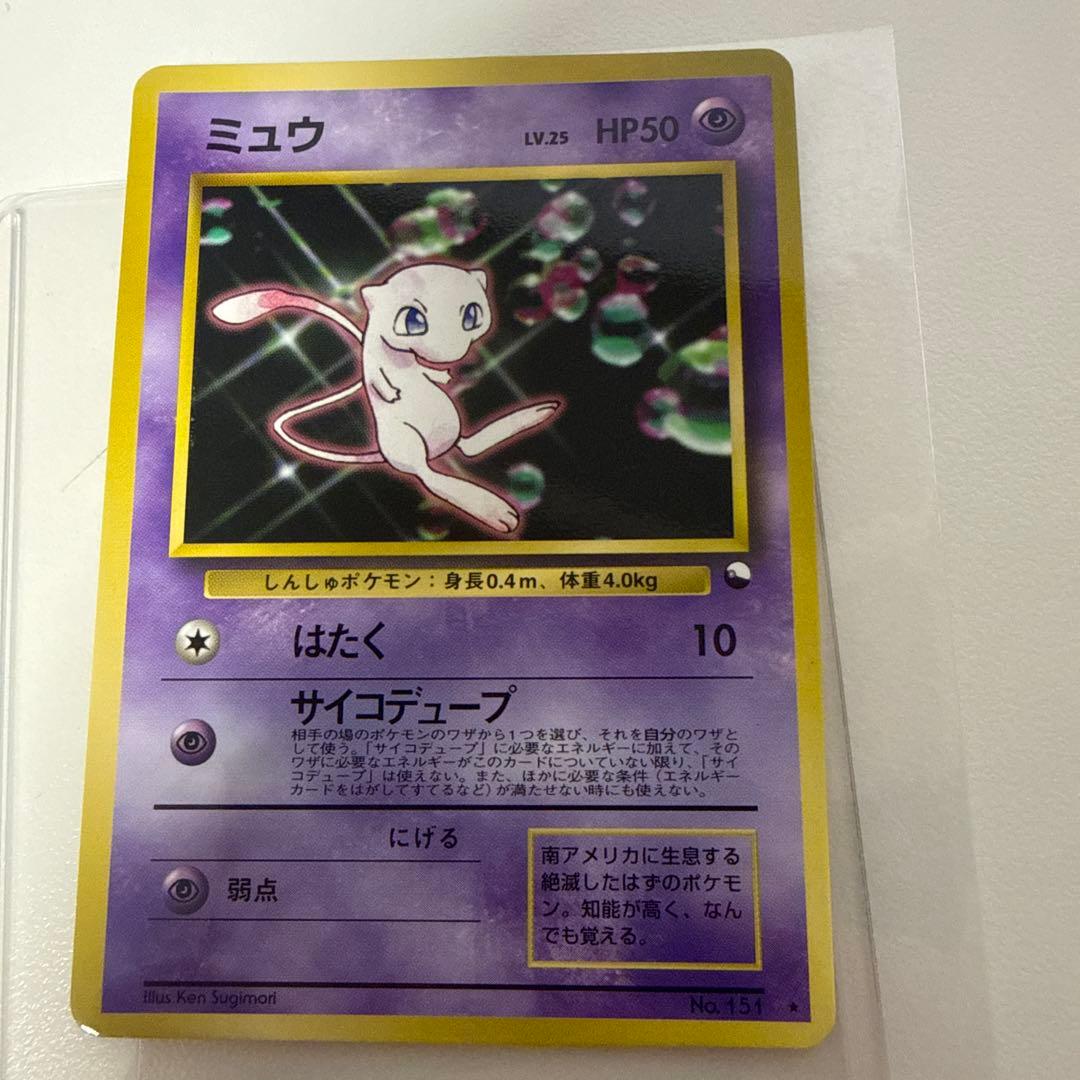 ミュウ LV.25 HP50
しんしゅポケモン：身長0.4m、体重4.0kg
はたく 10
サイコデュープ
相手の場のポケモンのワザから1つを選び、それを自分のワザと
して使う。「サイコデュープ」に必要なエネルギーに加えて、その
ワザに必要なエネルギーがこのカードについていない限り、「サイ
コデュープ」は使えない。また、ほかに必要な条件（エネルギー
カードをはがしてすてるなど）が満たせない時にも使えない。
にげる
弱点
南アメリカに生息する
絶滅したはずのポケモ
ン。知能が高く、なん
でも覚える。
Illus Ken Sugimori
No. 151 ★